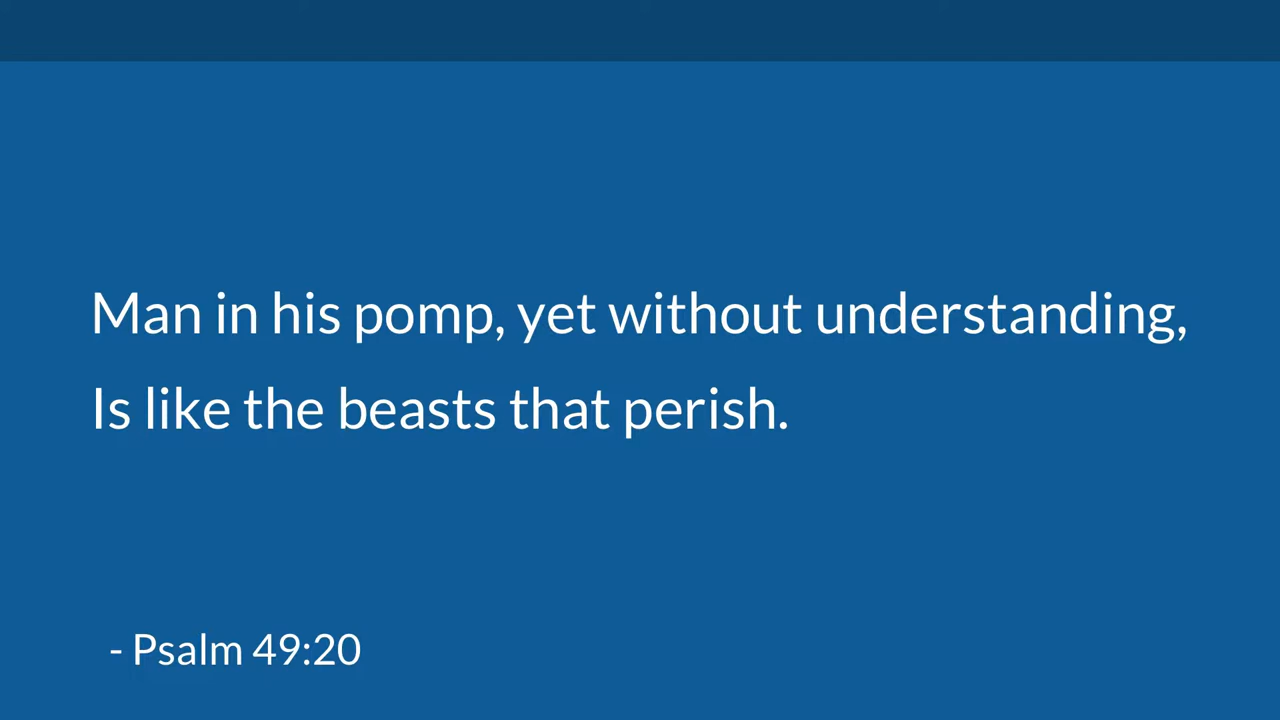 Man in his pomp, yet without understanding,
Is like the beasts that perish.
- Psalm 49:20